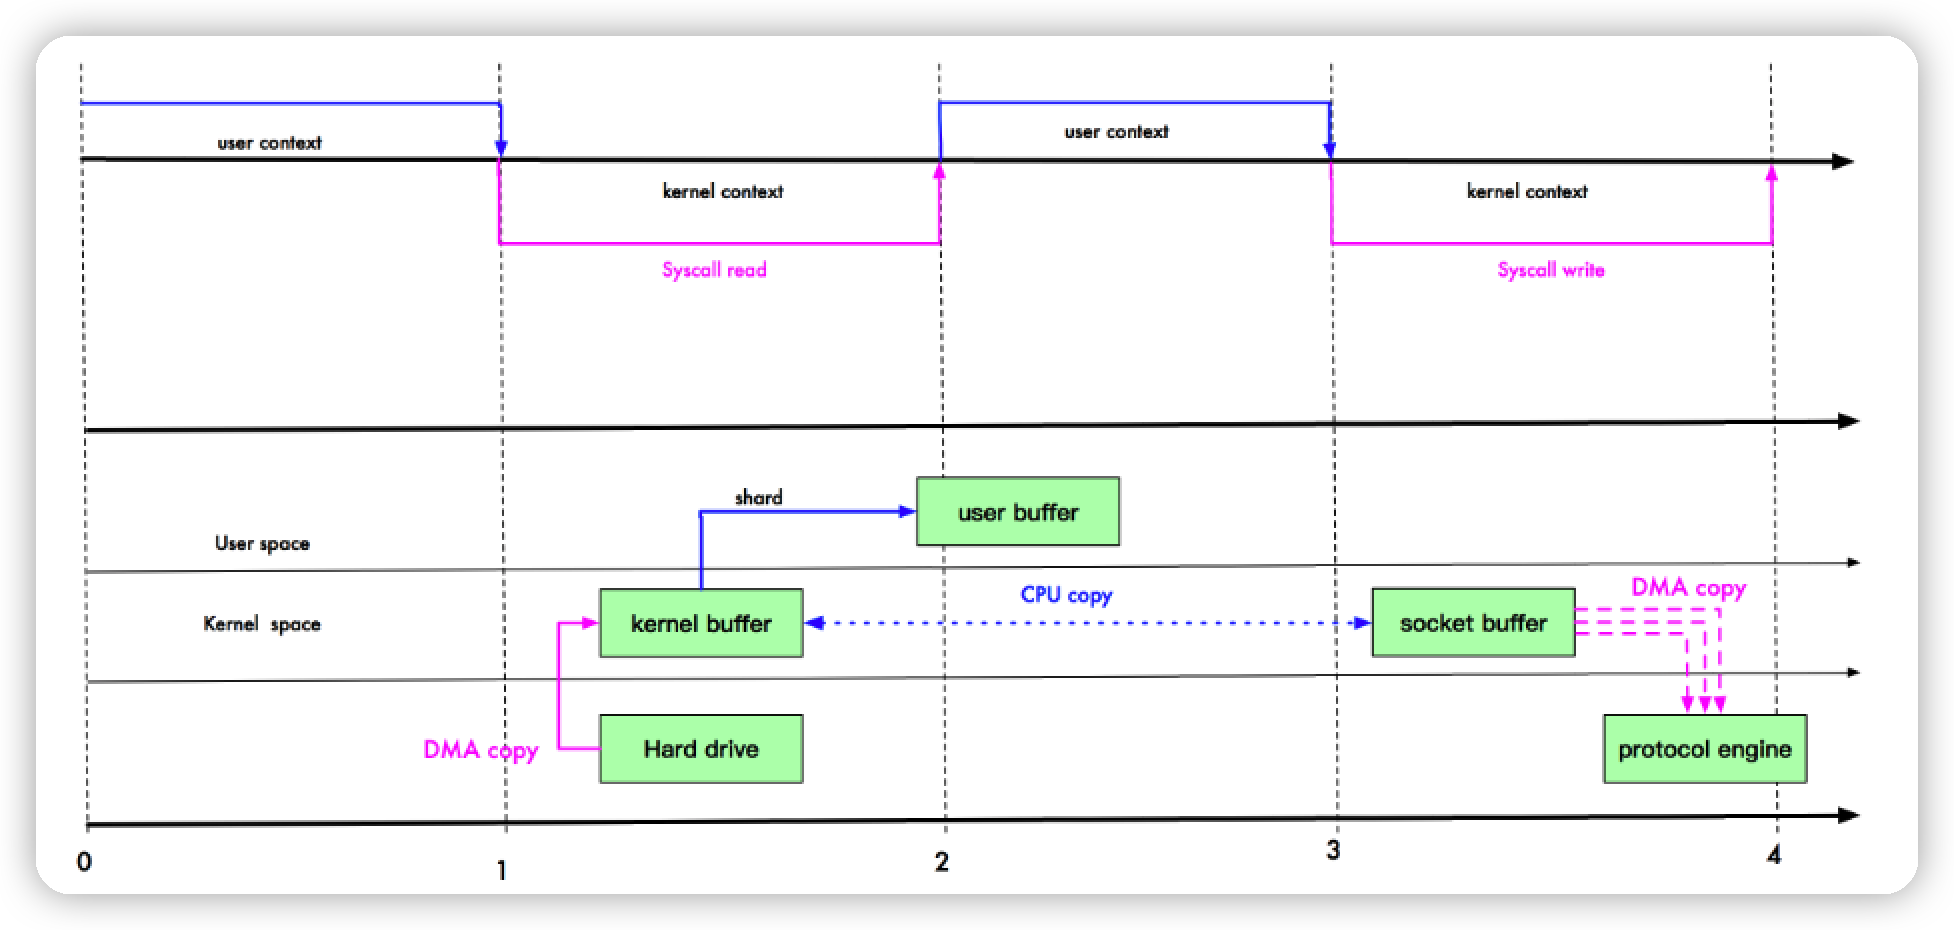 user context
user context
kernel context
kernel context
Syscall read
Syscall write
shard
user buffer
User space
DMA copy
CPU copy
Kernel space
kernel buffer
socket buffer
DMA copy
Hard drive
protocol engine
0
1
2
3
4